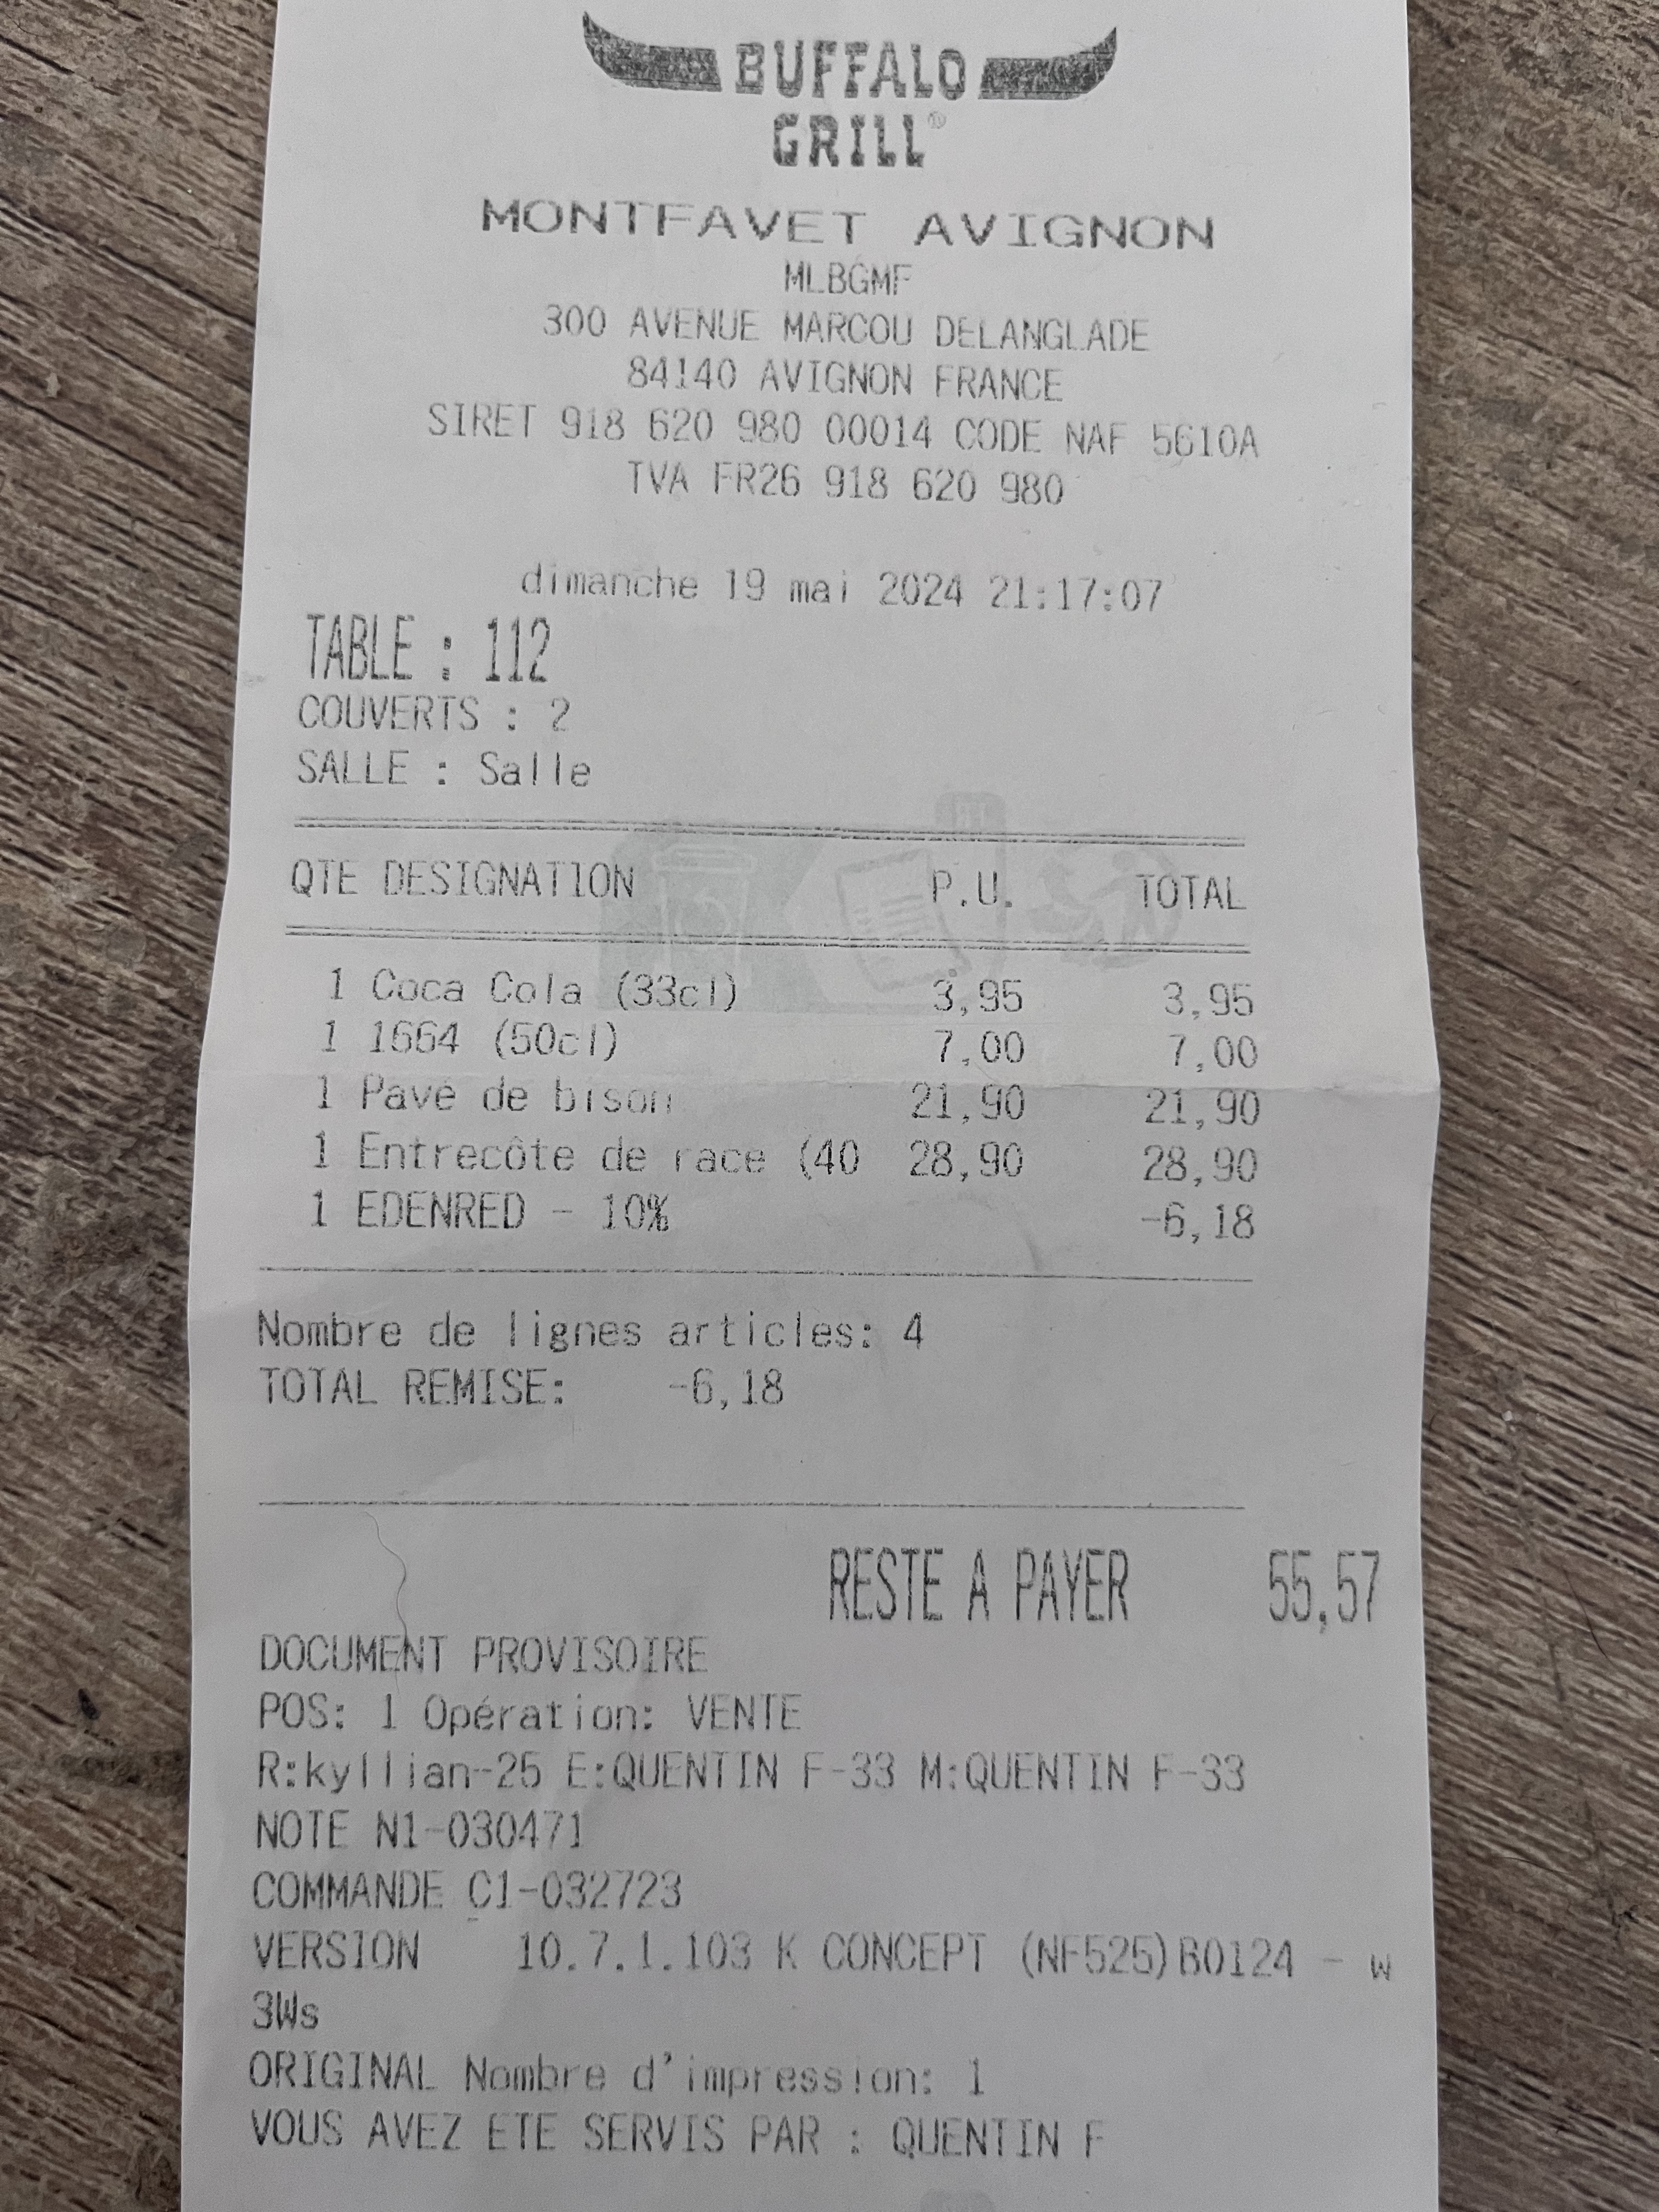 BUFFALO
GRILL®
MONTFAVET AVIGNON
MLBGMF
300 AVENUE MARCOU DELANGLADE
84140 AVIGNON FRANCE
SIRET 918 620 980 00014 CODE NAF 5610A
TVA FR26 918 620 980
dimanche 19 mai 2024 21:17:07
TABLE : 112
COUVERTS : 2
SALLE : Salle
QTE DESIGNATION P.U. TOTAL
1 Coca Cola (33cl) 3,95 3,95
1 1664 (50cl) 7,00 7,00
1 Pavé de bison 21,90 21,90
1 Entrecôte de race (40 28,90 28,90
1 EDENRED - 10% -6,18
Nombre de lignes articles: 4
TOTAL REMISE: -6,18
RESTE A PAYER 55,57
DOCUMENT PROVISOIRE
POS: 1 Opération: VENTE
R:kyllian-25 E:QUENTIN F-33 M:QUENTIN F-33
NOTE N1-030471
COMMANDE C1-032723
VERSION 10.7.1.103 K CONCEPT (NF525) B0124 - w
3Ws
ORIGINAL Nombre d'impression: 1
VOUS AVEZ ETE SERVIS PAR : QUENTIN F